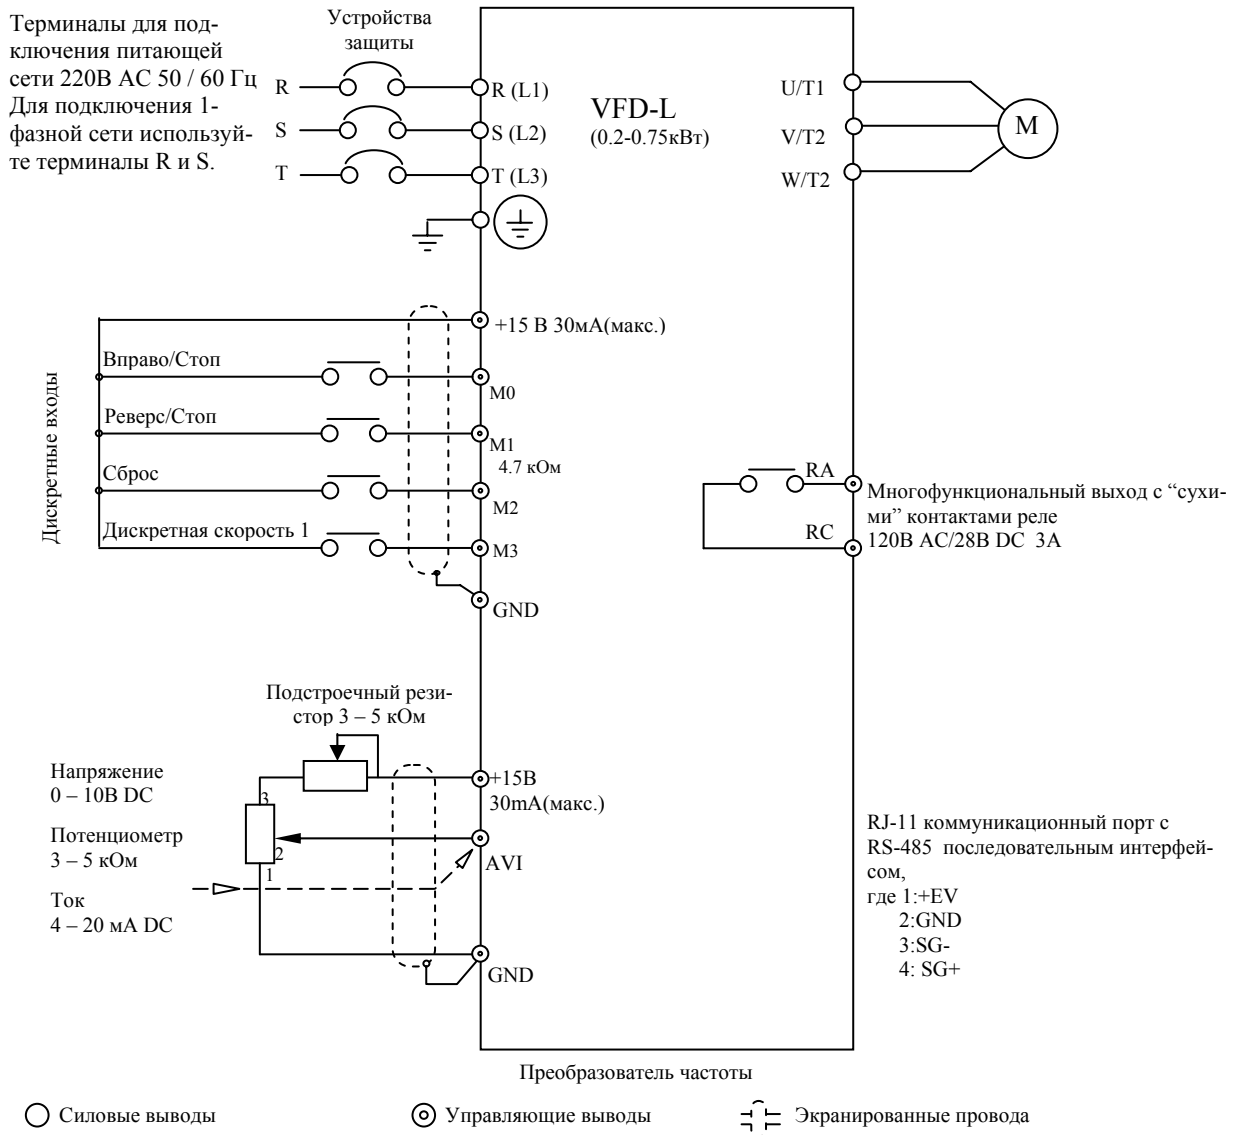 Терминалы для под-
ключения питающей
сети 220В AC 50 / 60 Гц
Для подключения 1-
фазной сети используй-
те терминалы R и S.
Устройства
защиты
R
S
T
R (L1)
S (L2)
T (L3)
VFD-L
(0.2-0.75кВт)
U/T1
V/T2
W/T2
M
+15 В 30мА(макс.)
Дискретные входы
Вправо/Стоп
M0
Реверс/Стоп
M1
4.7 кОм
Сброс
M2
Дискретная скорость 1
M3
GND
RA
RC
Многофункциональный выход с “сухи-
ми” контактами реле
120В AC/28В DC 3А
Подстроечный рези-
стор 3 – 5 кОм
Напряжение
0 – 10В DC
Потенциометр
3 – 5 кОм
Ток
4 – 20 мА DC
3
2
1
+15В
30mA(макс.)
AVI
GND
RJ-11 коммуникационный порт с
RS-485 последовательным интерфей-
сом,
где 1:+EV
2:GND
3:SG-
4: SG+
Преобразователь частоты
Силовые выводы
Управляющие выводы
Экранированные провода